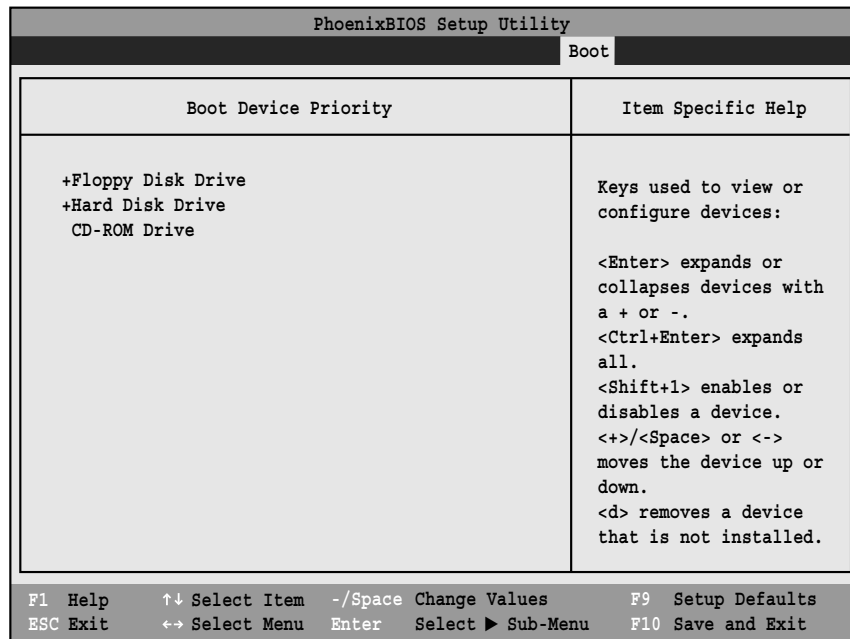 PhoenixBIOS Setup Utility
Boot
Boot Device Priority
Item Specific Help
+Floppy Disk Drive
+Hard Disk Drive
CD-ROM Drive
Keys used to view or
configure devices:
<Enter> expands or
collapses devices with
a + or -.
<Ctrl+Enter> expands
all.
<Shift+1> enables or
disables a device.
<+>/<Space> or <->
moves the device up or
down.
<d> removes a device
that is not installed.
F1 Help ↑↓ Select Item -/Space Change Values F9 Setup Defaults
ESC Exit ←→ Select Menu Enter Select ▶ Sub-Menu F10 Save and Exit